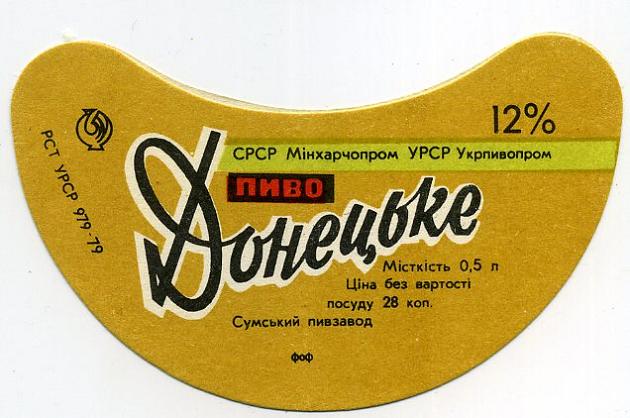 12%
СРСР Мінхарчопром УРСР Укрпивопром
ПИВО
Донецьке
Місткість 0,5 л
Ціна без вартості
посуду 28 коп.
Сумський пивзавод
фоф
РСТ УРСР 979-79